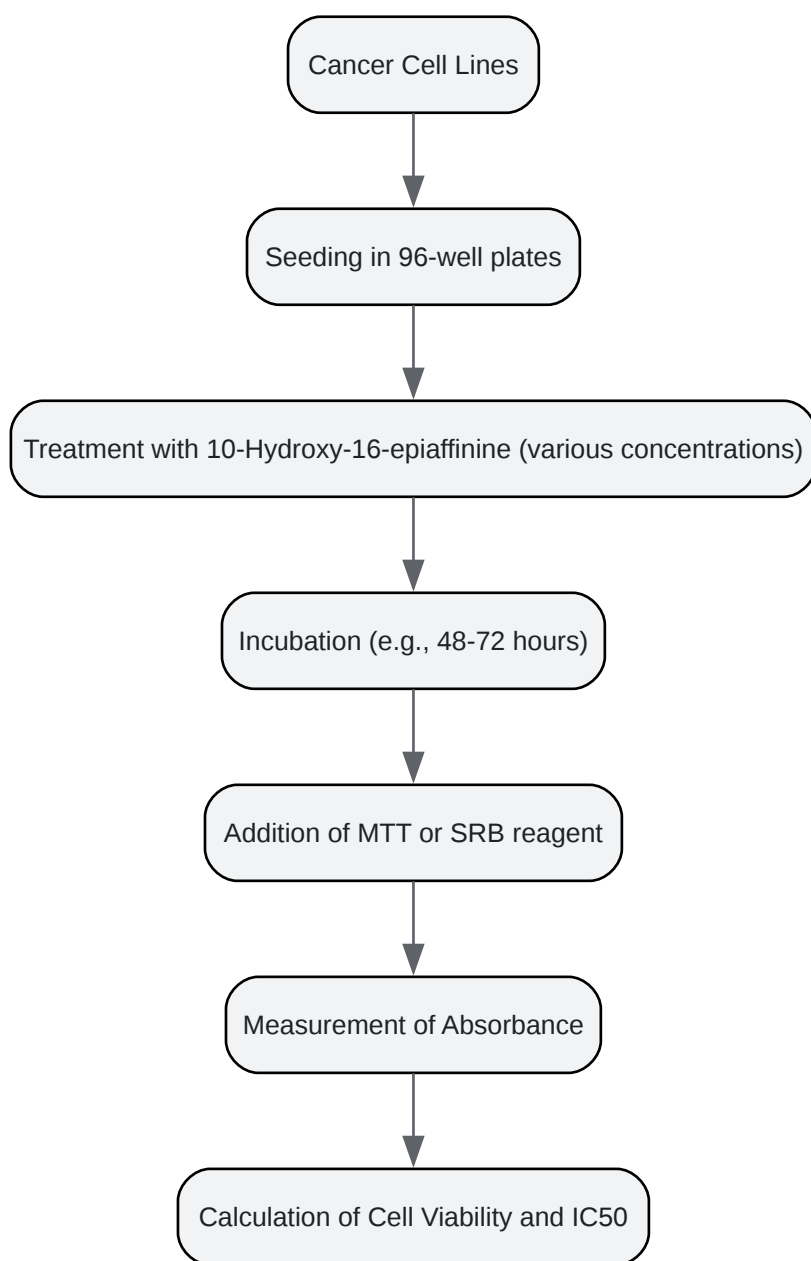 Cancer Cell Lines
Seeding in 96-well plates
Treatment with 10-Hydroxy-16-epiaffinine (various concentrations)
Incubation (e.g., 48-72 hours)
Addition of MTT or SRB reagent
Measurement of Absorbance
Calculation of Cell Viability and IC50